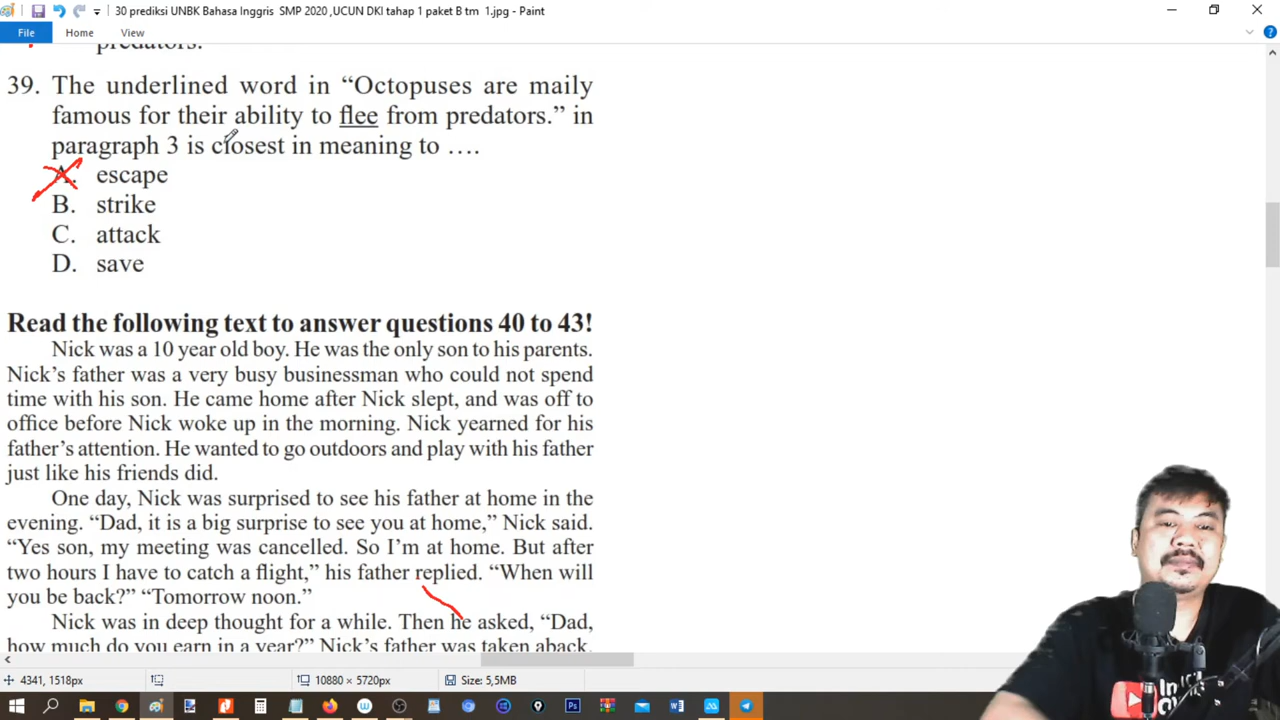 30 prediksi UNBK Bahasa Inggris SMP 2020 ,UCUN DKI tahap 1 paket B tm 1.jpg - Paint
File Home View
predators.
39. The underlined word in “Octopuses are maily
famous for their ability to flee from predators.” in
paragraph 3 is closest in meaning to ….
A. escape
B. strike
C. attack
D. save
Read the following text to answer questions 40 to 43!
Nick was a 10 year old boy. He was the only son to his parents.
Nick’s father was a very busy businessman who could not spend
time with his son. He came home after Nick slept, and was off to
office before Nick woke up in the morning. Nick yearned for his
father’s attention. He wanted to go outdoors and play with his father
just like his friends did.
One day, Nick was surprised to see his father at home in the
evening. “Dad, it is a big surprise to see you at home,” Nick said.
“Yes son, my meeting was cancelled. So I’m at home. But after
two hours I have to catch a flight,” his father replied. “When will
you be back?” “Tomorrow noon.”
Nick was in deep thought for a while. Then he asked, “Dad,
how much do you earn in a year?” Nick’s father was taken aback.
4341, 1518px
10880 × 5720px
Size: 5,5MB